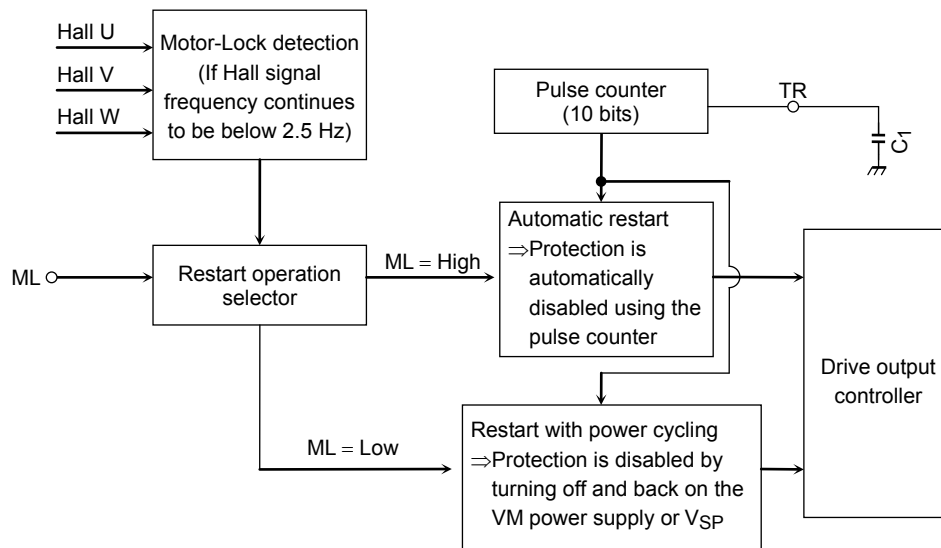 Hall U
Hall V
Hall W
Motor-Lock detection
(If Hall signal
frequency continues
to be below 2.5 Hz)
Pulse counter
(10 bits)
TR
C1
ML
Restart operation
selector
ML = High
Automatic restart
⇒Protection is
automatically
disabled using the
pulse counter
Drive output
controller
ML = Low
Restart with power cycling
⇒Protection is disabled by
turning off and back on the
VM power supply or VSP